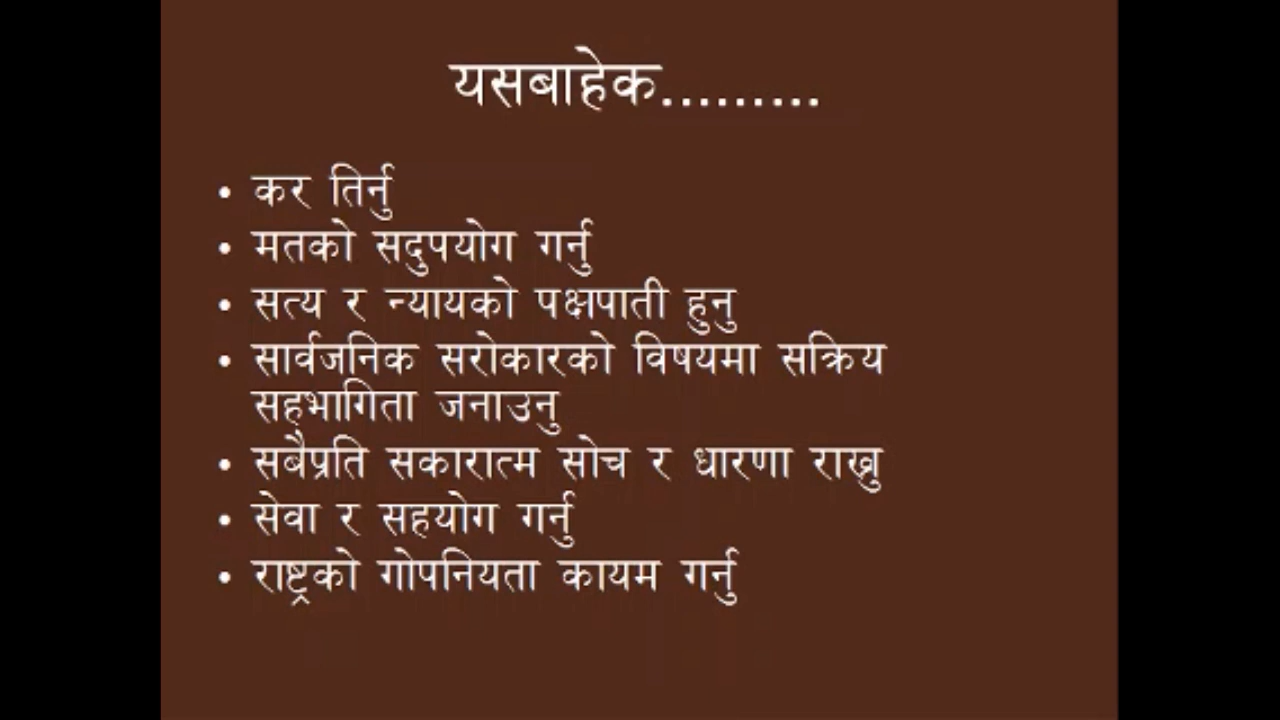 यसबाहेक.........
• कर तिर्नु
• मतको सदुपयोग गर्नु
• सत्य र न्यायको पक्षपाती हुनु
• सार्वजनिक सरोकारको विषयमा सक्रिय
सहभागिता जनाउनु
• सबैप्रति सकारात्म सोच र धारणा राख्नु
• सेवा र सहयोग गर्नु
• राष्ट्रको गोपनियता कायम गर्नु